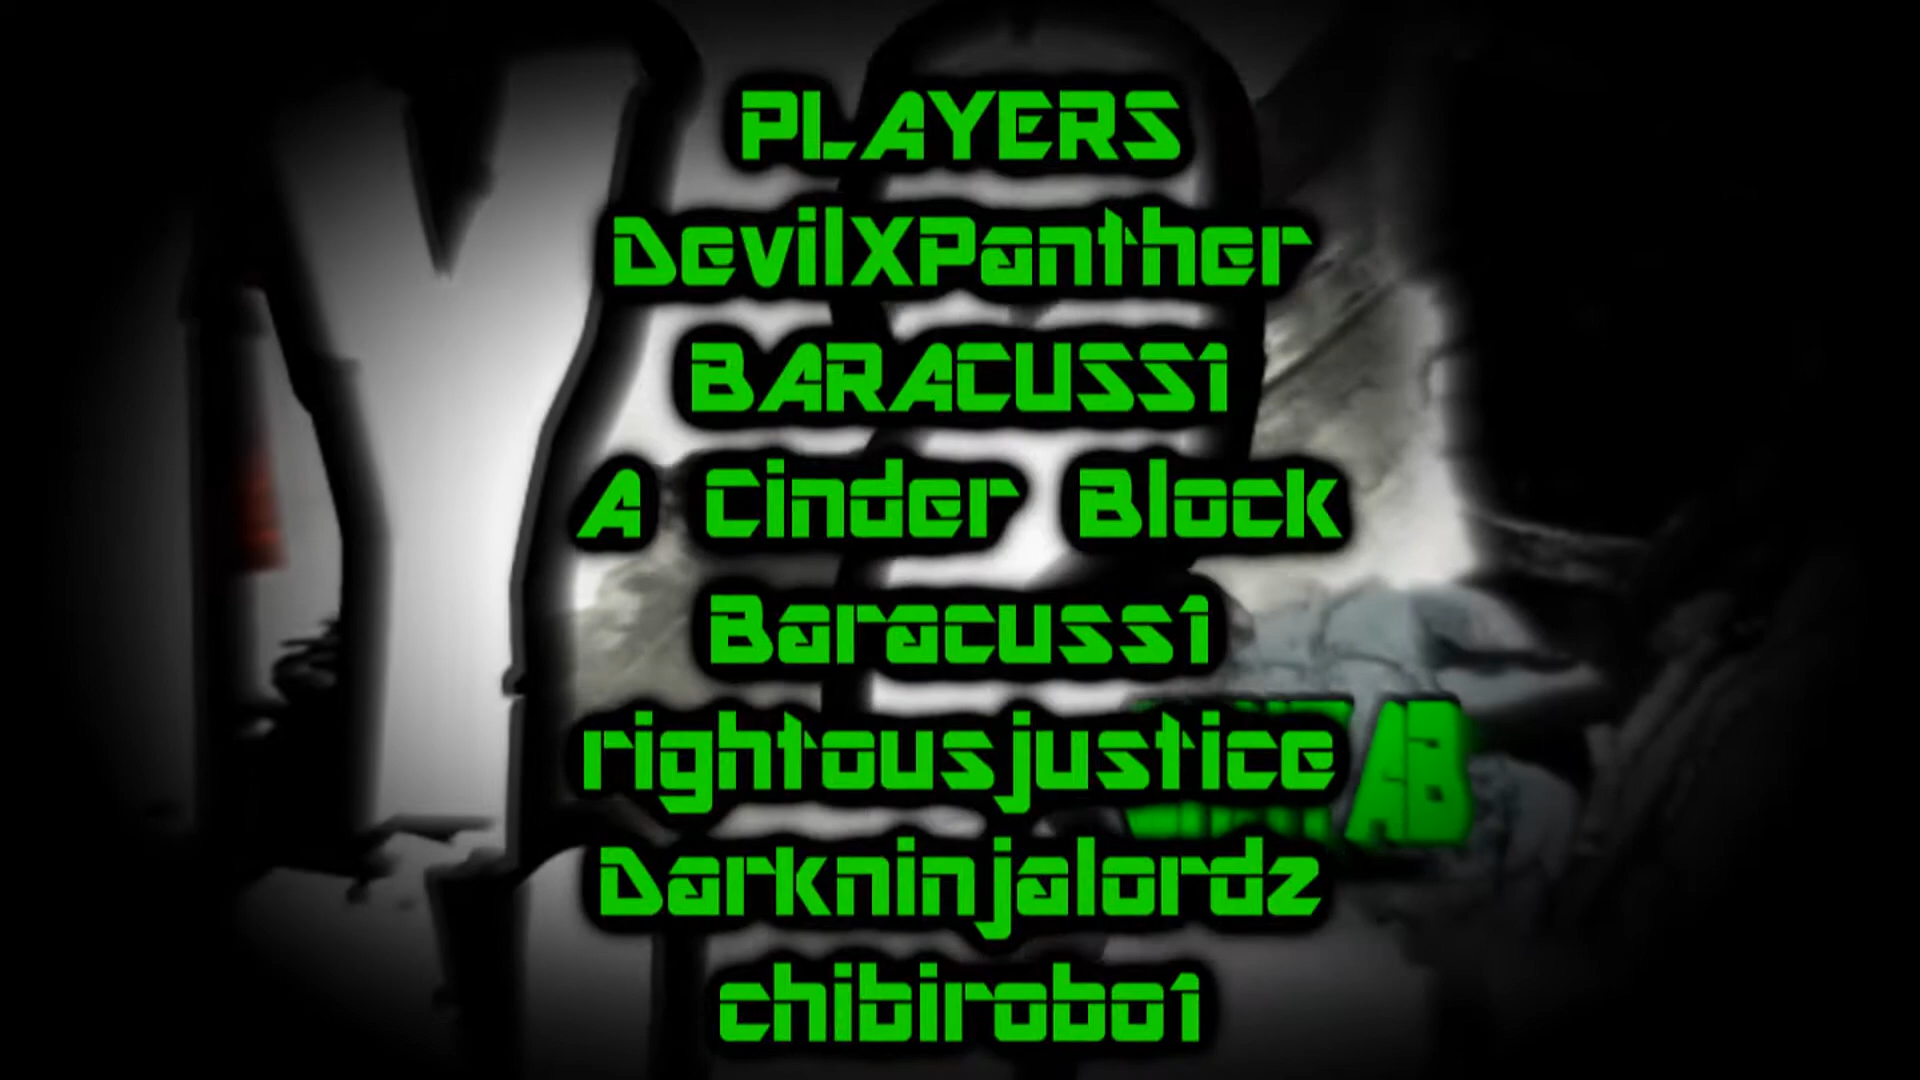 PLAYERS
DevilXPanther
BARACUSS1
A Cinder Block
Baracuss1
rightousjustice
Darkninjalordz
chibirobo1